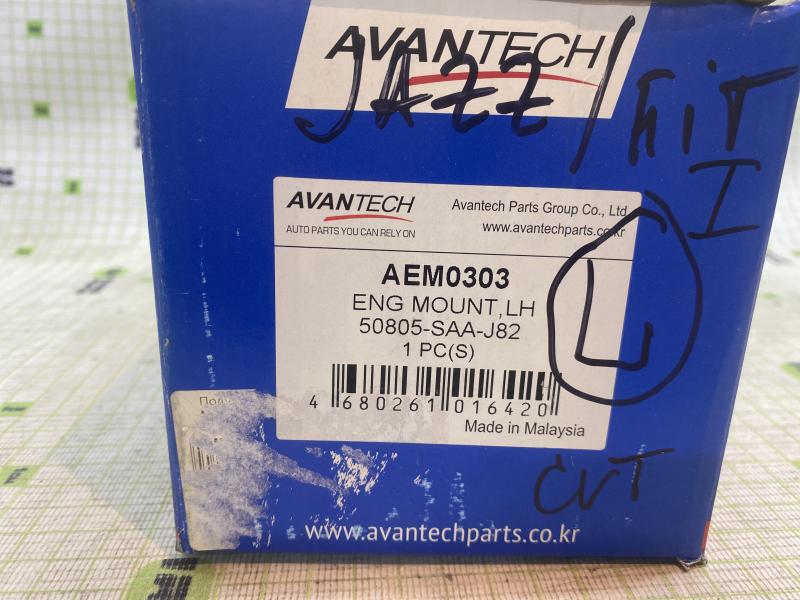 AVANTECH
JAZZ/
FiT
I
AVANTECH
AUTO PARTS YOU CAN RELY ON
Avantech Parts Group Co., Ltd
www.avantechparts.co.kr
AEM0303
ENG MOUNT,LH
50805-SAA-J82
1 PC(S)
L
4 680261 016420
Made in Malaysia
CVT
www.avantechparts.co.kr